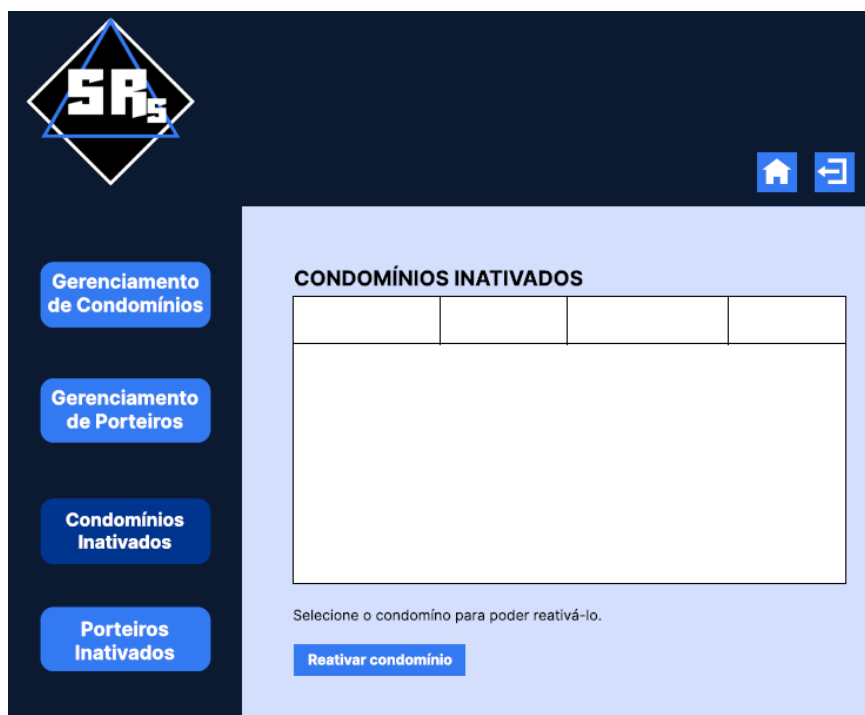 SRs
Gerenciamento
de Condomínios
Gerenciamento
de Porteiros
Condomínios
Inativados
Porteiros
Inativados
CONDOMÍNIOS INATIVADOS
Selecione o condomíno para poder reativá-lo.
Reativar condomínio